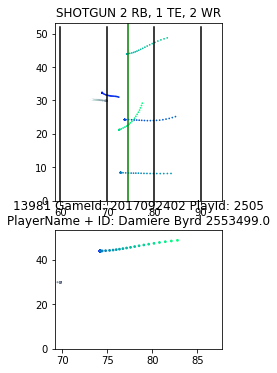 SHOTGUN 2 RB, 1 TE, 2 WR
50
40
30
20
10
0
60 70 80 90
13981 GameId: 2017092402 PlayId: 2505
PlayerName + ID: Damiere Byrd 2553499.0
40
20
0
70 75 80 85